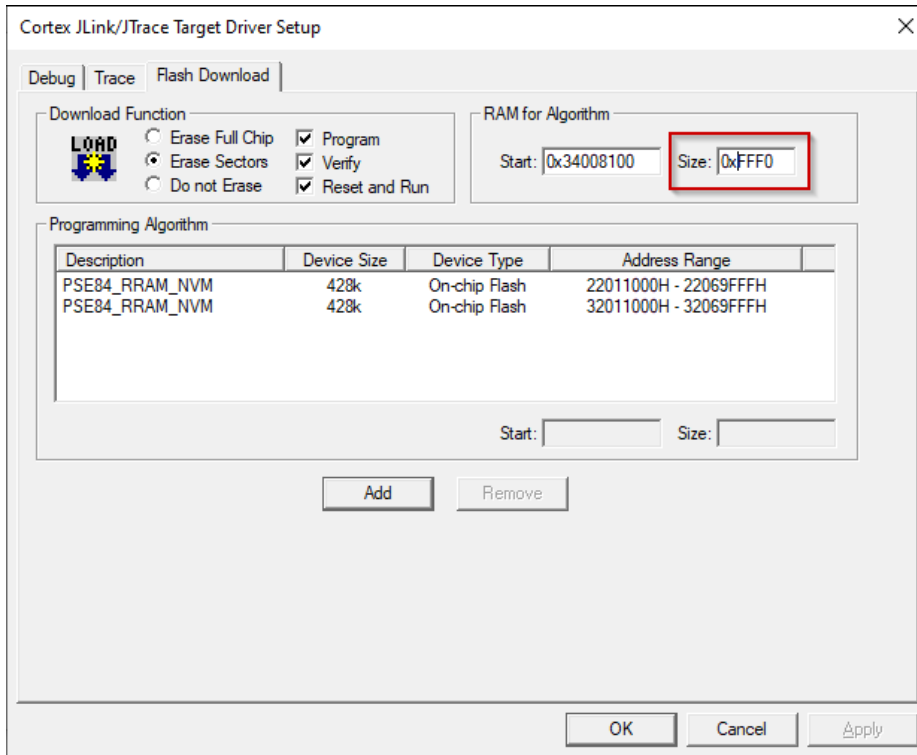 Cortex JLink/JTrace Target Driver Setup
Debug Trace Flash Download
Download Function
LOAD
Erase Full Chip
Erase Sectors
Do not Erase
Program
Verify
Reset and Run
RAM for Algorithm
Start: 0x34008100 Size: 0xFFF0
Programming Algorithm
Description Device Size Device Type Address Range
PSE84_RRAM_NVM 428k On-chip Flash 22011000H - 22069FFFH
PSE84_RRAM_NVM 428k On-chip Flash 32011000H - 32069FFFH
Start: Size:
Add Remove
OK Cancel Apply